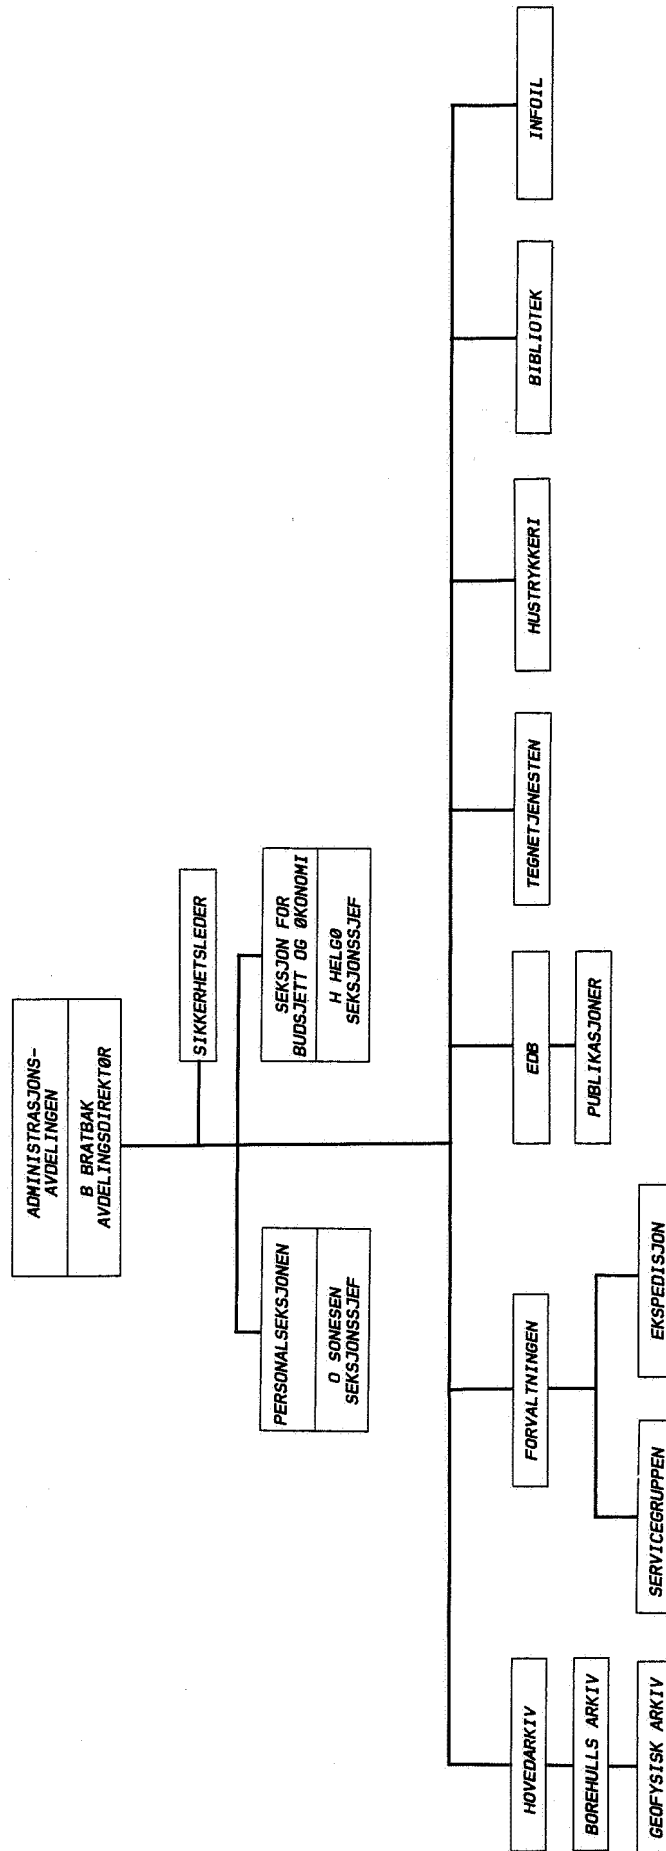 ADMINISTRASJONS-
AVDELINGEN
B BRATBAK
AVDELINGSDIREKTØR
SIKKERHETSLEDER
PERSONALSEKSJONEN
O SONESEN
SEKSJONSSJEF
SEKSJON FOR
BUDSJETT OG ØKONOMI
H HELGØ
SEKSJONSSJEF
HOVEDARKIV
BOREHULLS ARKIV
GEOFYSISK ARKIV
FORVALTNINGEN
SERVICEGRUPPEN
EKSPEDISJON
EDB
PUBLIKASJONER
TEGNETJENESTEN
HUSTRYKKERI
BIBLIOTEK
INFOIL